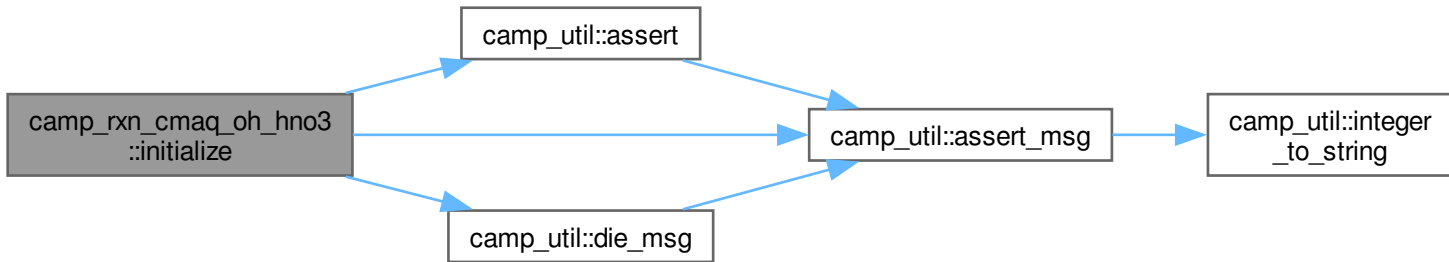 camp_util::assert
camp_rxn_cmaq_oh_hno3
::initialize
camp_util::assert_msg
camp_util::integer
_to_string
camp_util::die_msg